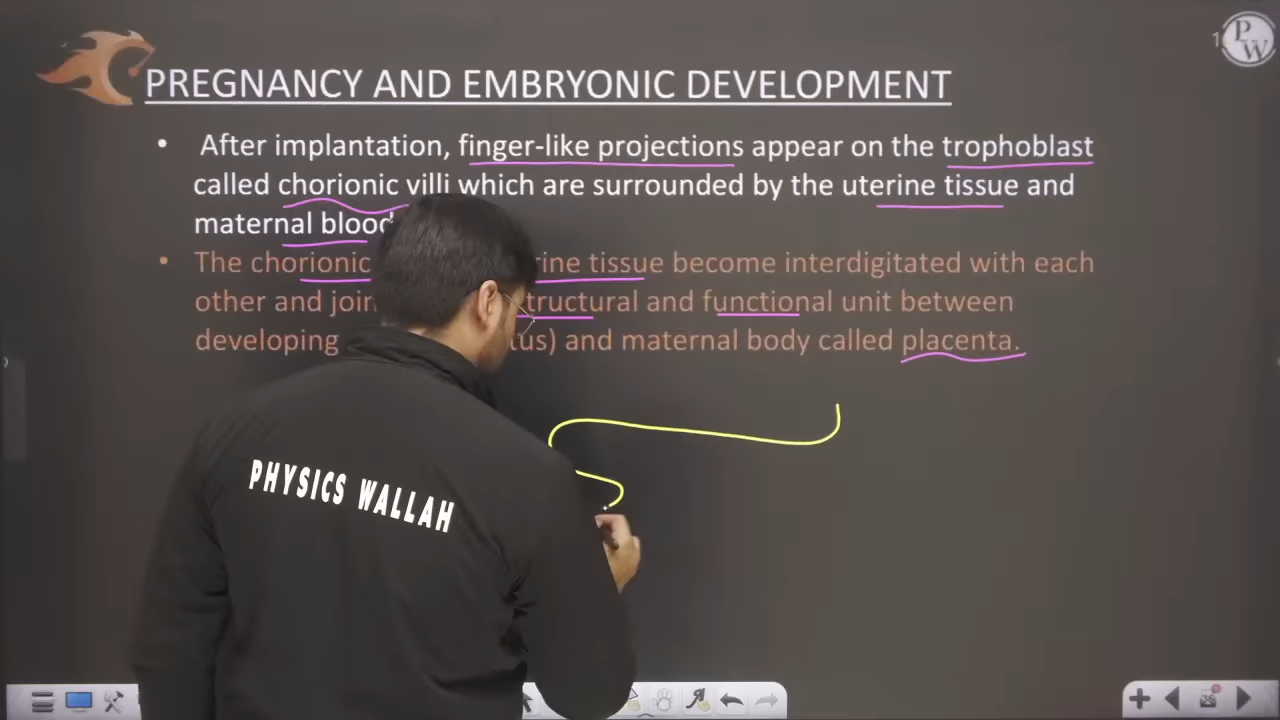 PREGNANCY AND EMBRYONIC DEVELOPMENT
• After implantation, finger-like projections appear on the trophoblast
called chorionic villi which are surrounded by the uterine tissue and
maternal blood
• The chorionic rine tissue become interdigitated with each
other and join structural and functional unit between
developing tus) and maternal body called placenta.
PHYSICS WALLAH
PW